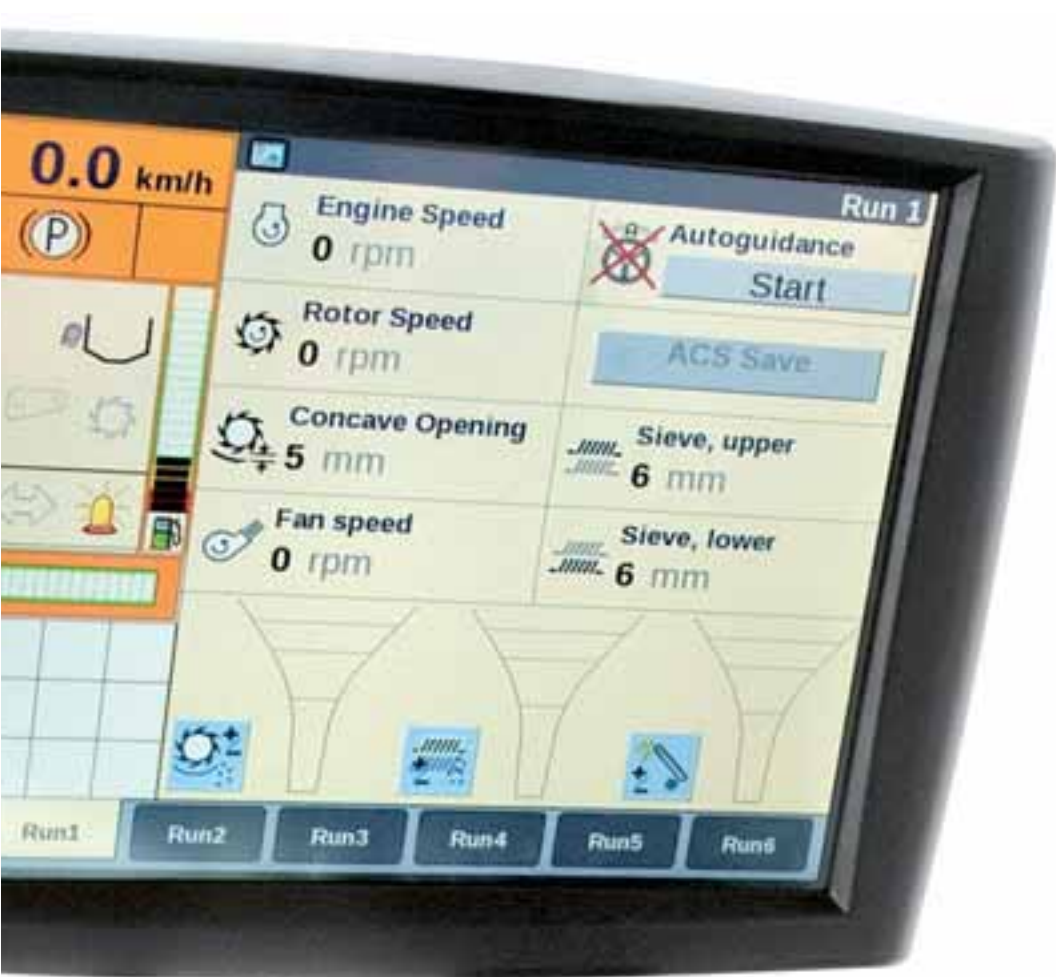 0.0 km/h
(P)
Run 1
Engine Speed
0 rpm
Autoguidance
Start
Rotor Speed
0 rpm
ACS Save
Concave Opening
5 mm
Sieve, upper
6 mm
Fan speed
0 rpm
Sieve, lower
6 mm
Run1
Run2
Run3
Run4
Run5
Run6